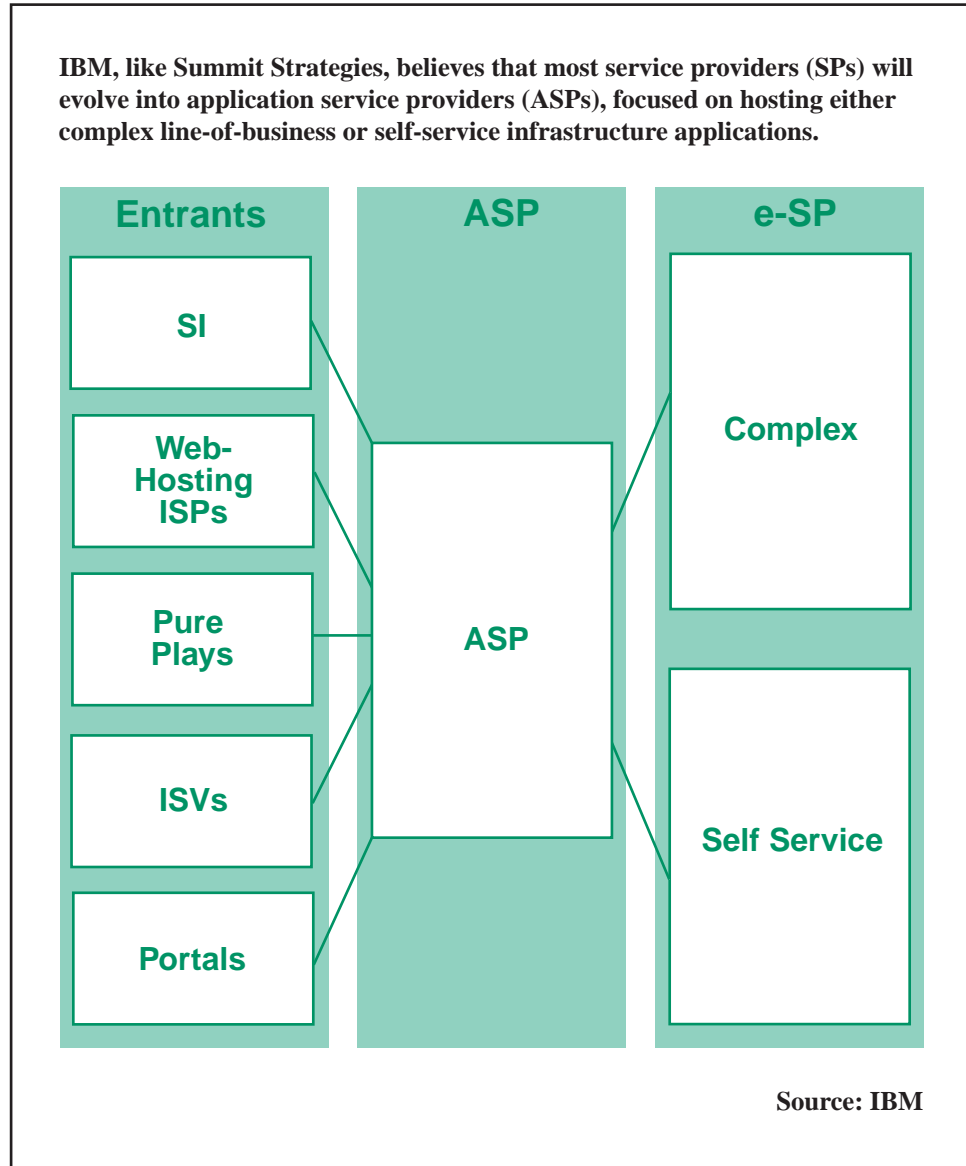 IBM, like Summit Strategies, believes that most service providers (SPs) will
evolve into application service providers (ASPs), focused on hosting either
complex line-of-business or self-service infrastructure applications.
Entrants
ASP
e-SP
SI
Web-
Hosting
ISPs
Pure
Plays
ISVs
Portals
ASP
Complex
Self Service
Source: IBM